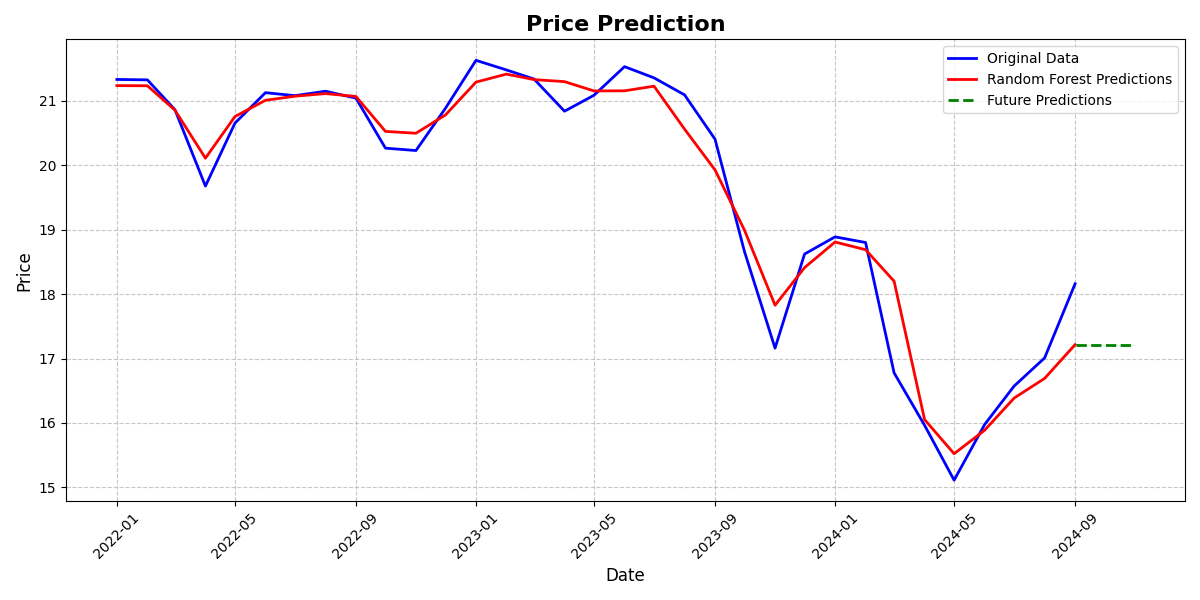 Price Prediction
Original Data
Random Forest Predictions
Future Predictions
Price
21
20
19
18
17
16
15
2022-01
2022-05
2022-09
2023-01
2023-05
2023-09
2024-01
2024-05
2024-09
Date